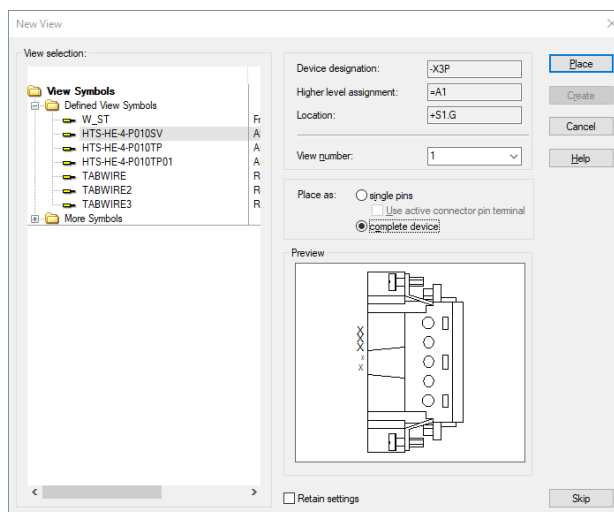 New View
View selection:
View Symbols
Defined View Symbols
W_ST
HTS-HE-4-P010SV
HTS-HE-4-P010TP
HTS-HE-4-P010TP01
TABWIRE
TABWIRE2
TABWIRE3
More Symbols
Fr
A
A
A
R
R
R
Device designation:
-X3P
Higher level assignment:
=A1
Location:
+S1.G
View number:
1
Place as:
single pins
Use active connector pin terminal
complete device
Preview
X
X
X
x
X
Retain settings
Place
Create
Cancel
Help
Skip